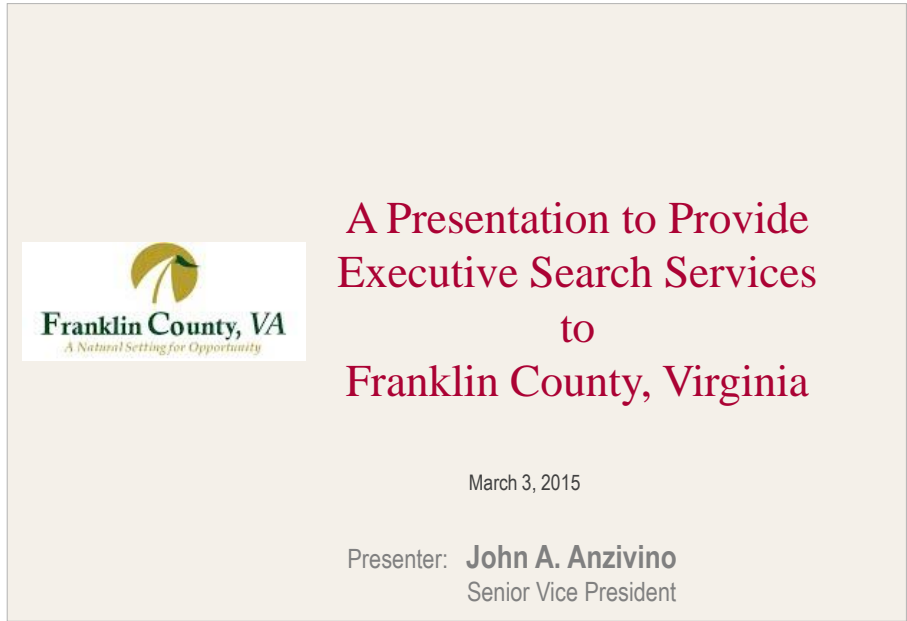 A Presentation to Provide
Executive Search Services
to
Franklin County, Virginia
Franklin County, VA
A Natural Setting for Opportunity
March 3, 2015
Presenter: John A. Anzivino
Senior Vice President